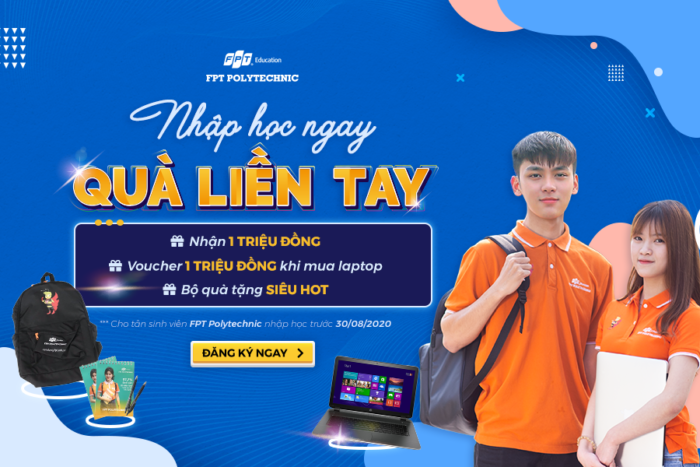 FPT Education
FPT POLYTECHNIC
Nhập học ngay
QUÀ LIỀN TAY
Nhận 1 TRIỆU ĐỒNG
Voucher 1 TRIỆU ĐỒNG khi mua laptop
Bộ quà tặng SIÊU HOT
*** Cho tân sinh viên FPT Polytechnic nhập học trước 30/08/2020
ĐĂNG KÝ NGAY >